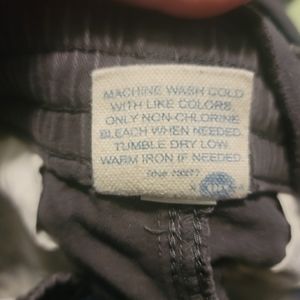 MACHINE WASH COLD
WITH LIKE COLORS.
ONLY NON-CHLORINE
BLEACH WHEN NEEDED.
TUMBLE DRY LOW.
WARM IRON IF NEEDED.